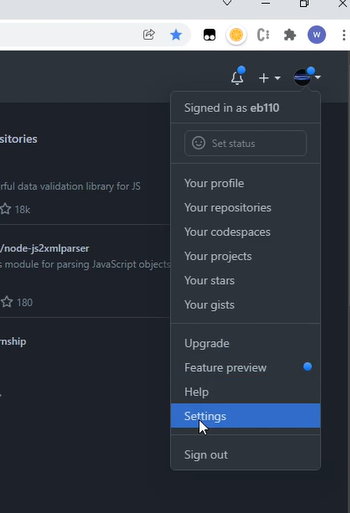 W
Signed in as eb110
sitories
Set status
rful data validation library for JS
Your profile
18k
Your repositories
Your codespaces
/node-js2xmlparser
Your projects
s module for parsing JavaScript objects
Your stars
180
Your gists
rnship
Upgrade
Feature preview
Help
Settings
Sign out